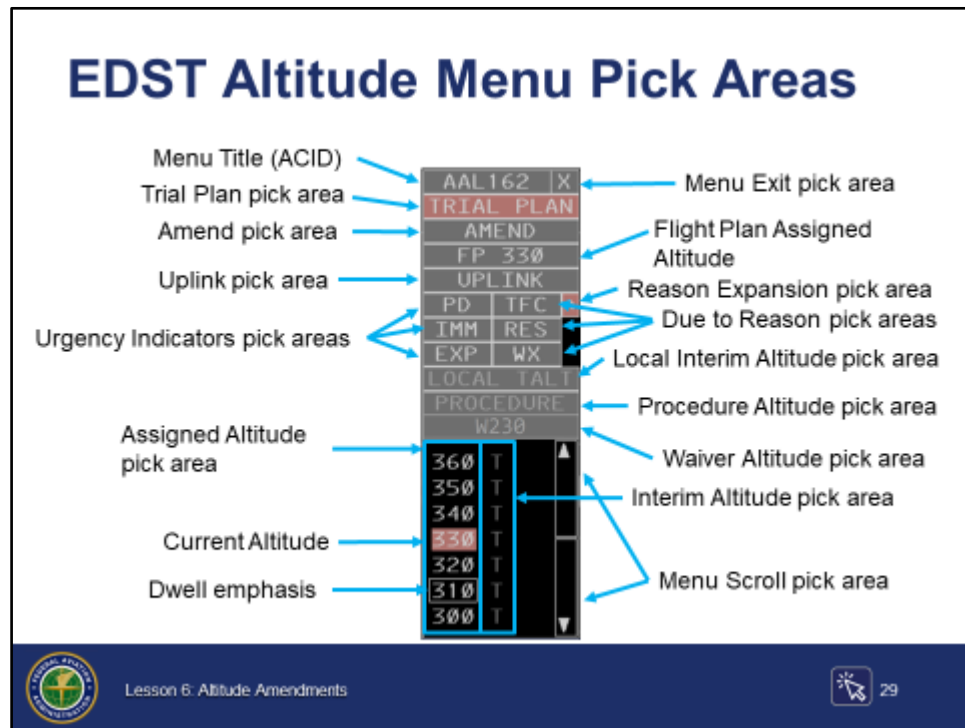 EDST Altitude Menu Pick Areas
Menu Title (ACID)
Trial Plan pick area
Amend pick area
Uplink pick area
Urgency Indicators pick areas
Assigned Altitude
pick area
Current Altitude
Dwell emphasis
AAL162 X
TRIAL PLAN
AMEND
FP 330
UPLINK
PD TFC
IMM RES
EXP WX
LOCAL TALT
PROCEDURE
W230
360 T
350 T
340 T
330 T
320 T
310 T
300 T
Menu Exit pick area
Flight Plan Assigned
Altitude
Reason Expansion pick area
Due to Reason pick areas
Local Interim Altitude pick area
Procedure Altitude pick area
Waiver Altitude pick area
Interim Altitude pick area
Menu Scroll pick area
FEDERAL AVIATION
ADMINISTRATION
Lesson 6: Altitude Amendments
29